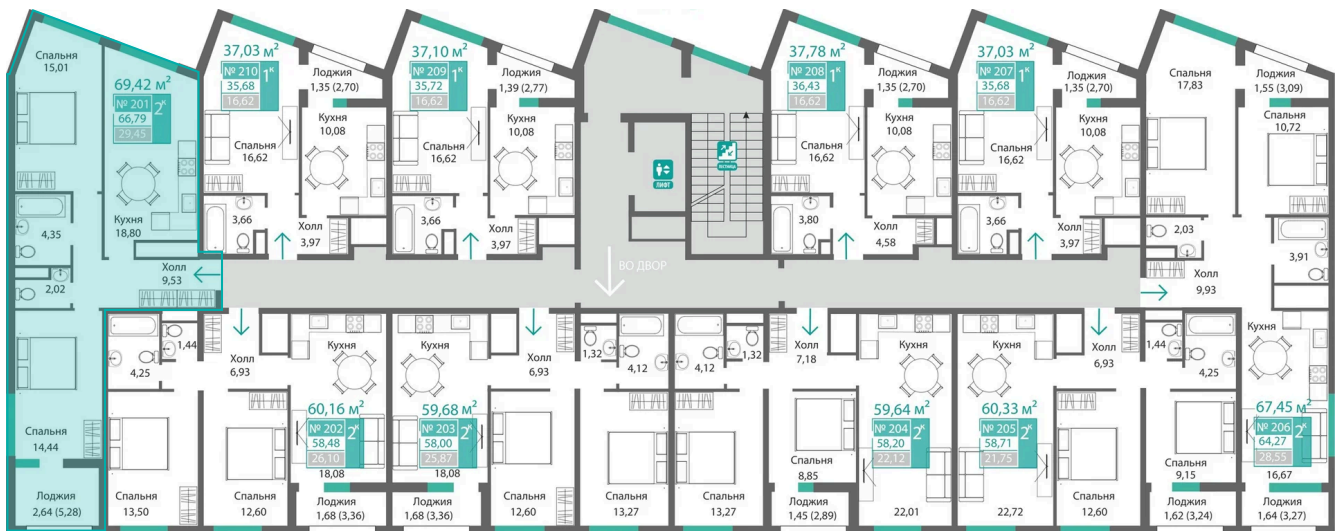 Спальня
15,01
69,42 м²
№ 201
66,79
29,45
2к
Кухня
18,80
4,35
2,02
Холл
9,53
Спальня
14,44
Лоджия
2,64 (5,28)
37,03 м²
№ 210
35,68
16,62
1к
Лоджия
1,35 (2,70)
Кухня
10,08
Спальня
16,62
3,66
Холл
3,97
37,10 м²
№ 209
35,72
16,62
1к
Лоджия
1,39 (2,77)
Кухня
10,08
Спальня
16,62
3,66
Холл
3,97
ЛИФТ
ЛЕСТНИЦА
ВО ДВОР
37,78 м²
№ 208
36,43
16,62
1к
Лоджия
1,35 (2,70)
Кухня
10,08
Спальня
16,62
3,80
Холл
4,58
37,03 м²
№ 207
35,68
16,62
1к
Лоджия
1,35 (2,70)
Кухня
10,08
Спальня
16,62
3,66
Холл
3,97
Спальня
17,83
Лоджия
1,55 (3,09)
Спальня
10,72
2,03
3,91
Холл
9,93
4,25
1,44
Холл
6,93
Кухня
60,16 м²
№ 202
58,48
26,10
2к
18,08
Спальня
13,50
Спальня
12,60
Лоджия
1,68 (3,36)
Кухня
59,68 м²
№ 203
58,00
25,87
2к
18,08
Лоджия
1,68 (3,36)
Холл
6,93
1,32
4,12
Спальня
12,60
Спальня
13,27
4,12
1,32
Холл
7,18
Кухня
59,64 м²
№ 204
58,20
22,12
2к
Спальня
13,27
Спальня
8,85
Лоджия
1,45 (2,89)
22,01
Кухня
60,33 м²
№ 205
58,71
21,75
2к
22,72
Холл
6,93
1,44
4,25
Спальня
12,60
Спальня
9,15
Лоджия
1,62 (3,24)
Кухня
67,45 м²
№ 206
64,27
28,55
2к
16,67
Лоджия
1,64 (3,27)